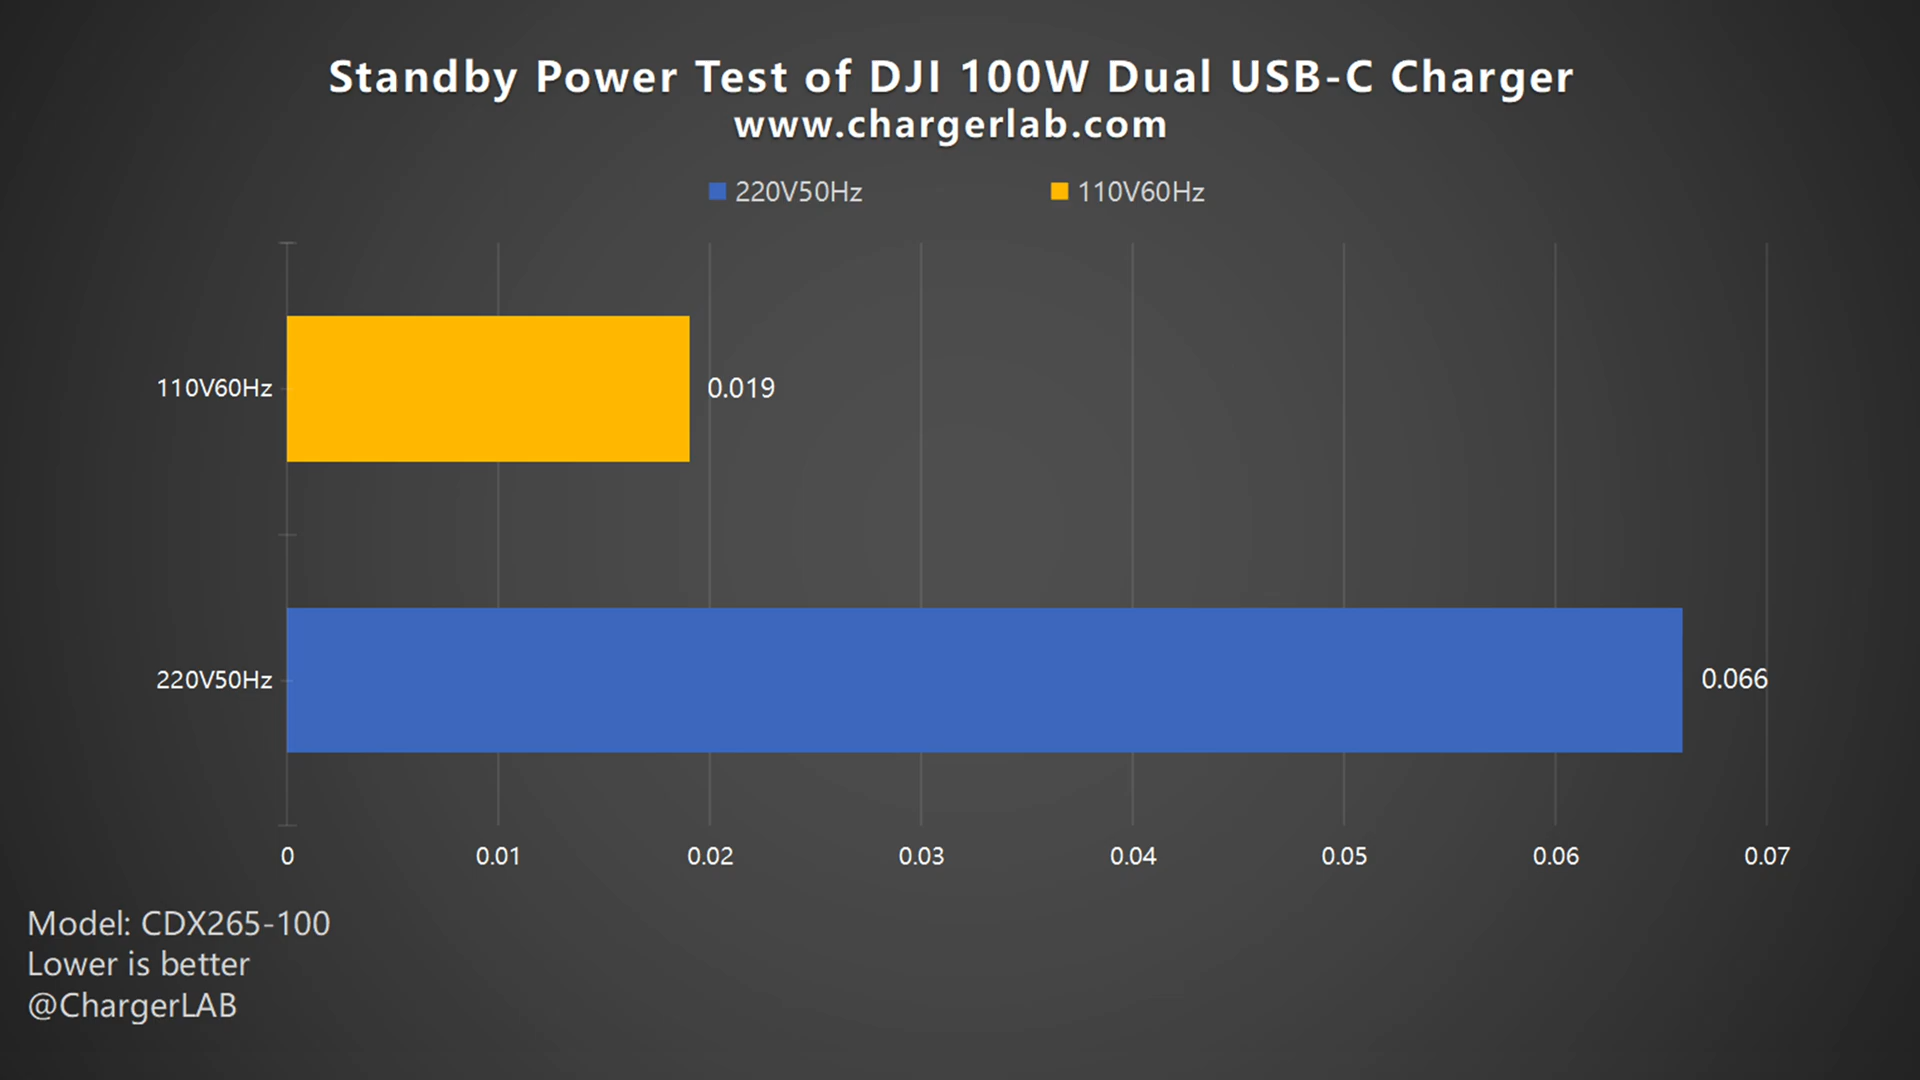 Standby Power Test of DJI 100W Dual USB-C Charger
www.chargerlab.com
220V50Hz 110V60Hz
110V60Hz 0.019
220V50Hz 0.066
0 0.01 0.02 0.03 0.04 0.05 0.06 0.07
Model: CDX265-100
Lower is better
@ChargerLAB